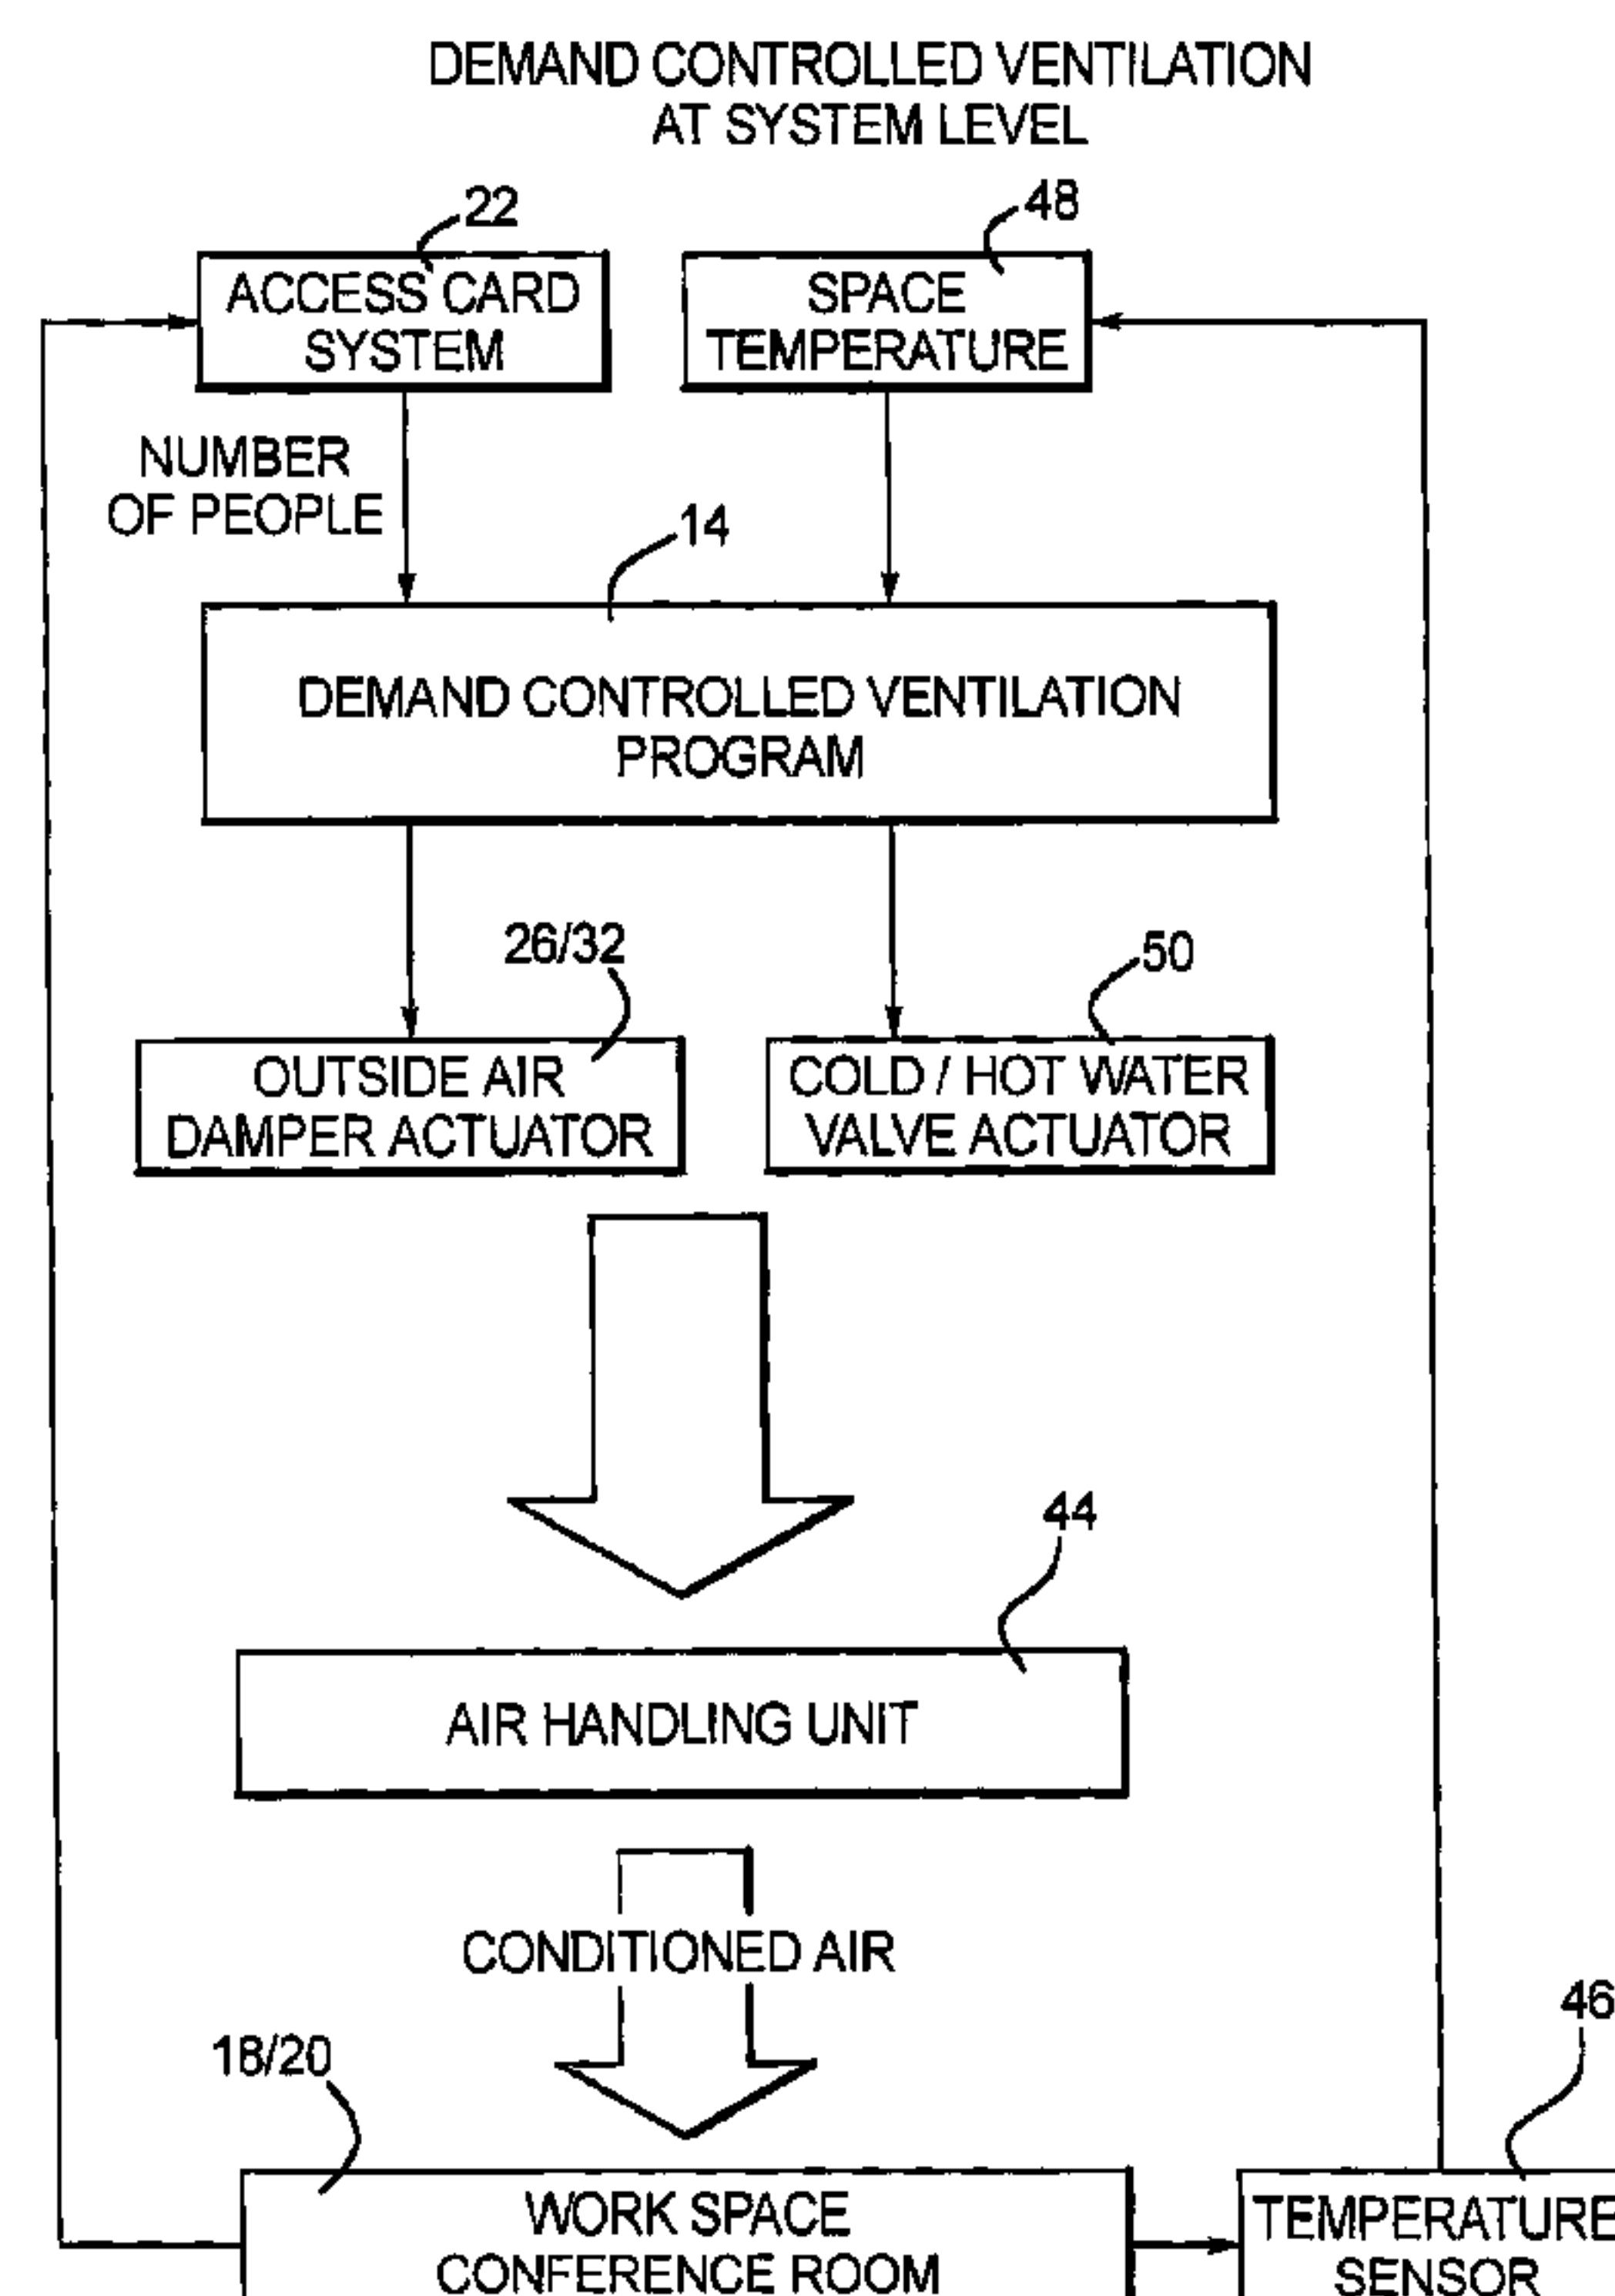 DEMAND CONTROLLED VENTILATION
AT SYSTEM LEVEL
22
48
ACCESS CARD
SYSTEM
SPACE
TEMPERATURE
NUMBER
OF PEOPLE
14
DEMAND CONTROLLED VENTILATION
PROGRAM
26/32
50
OUTSIDE AIR
DAMPER ACTUATOR
COLD / HOT WATER
VALVE ACTUATOR
44
AIR HANDLING UNIT
CONDITIONED AIR
46
18/20
WORK SPACE
CONFERENCE ROOM
TEMPERATURE
SENSOR